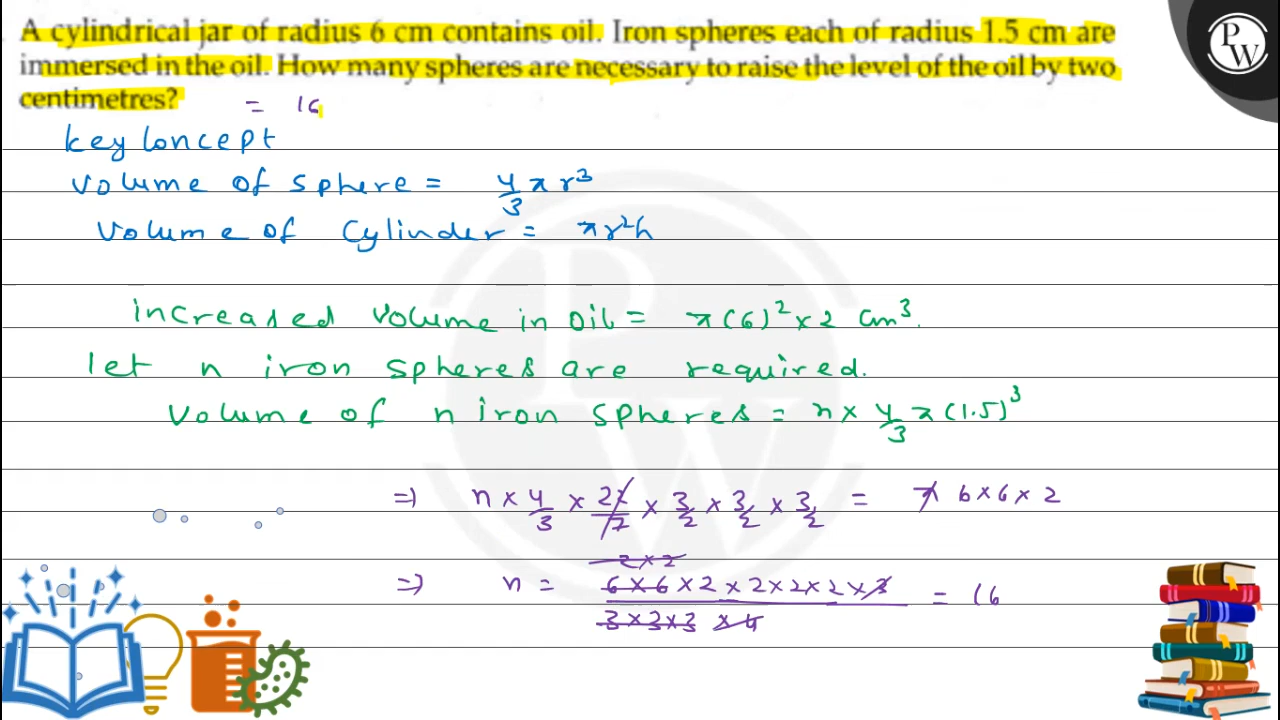 A cylindrical jar of radius 6 cm contains oil. Iron spheres each of radius 1.5 cm are
immersed in the oil. How many spheres are necessary to raise the level of the oil by two
centimetres?
= 16
PW
key concept
volume of sphere = 4/3 π r³
volume of cylinder = πr²h
increased volume in oil = π(6)² × 2 cm³.
let n iron spheres are required.
volume of n iron spheres = n × 4/3 π (1.5)³
=) n × 4/3 × 22/7 × 3/2 × 3/2 × 3/2 = π 6 × 6 × 2
2 × 2
=) n = 6 × 6 × 2 × 2 × 2 × 2 × 3 / 3 × 3 × 3 × 4 = 16
PW